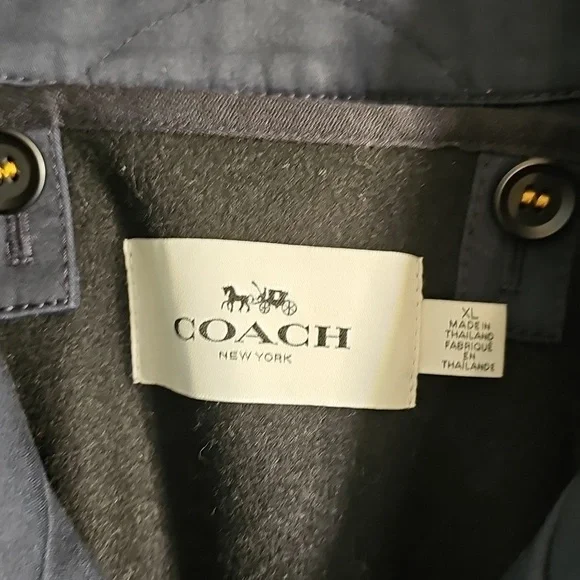 COACH
NEW YORK
XL
MADE IN
THAILAND
FABRIQUÉ
EN
THAÏLANDE